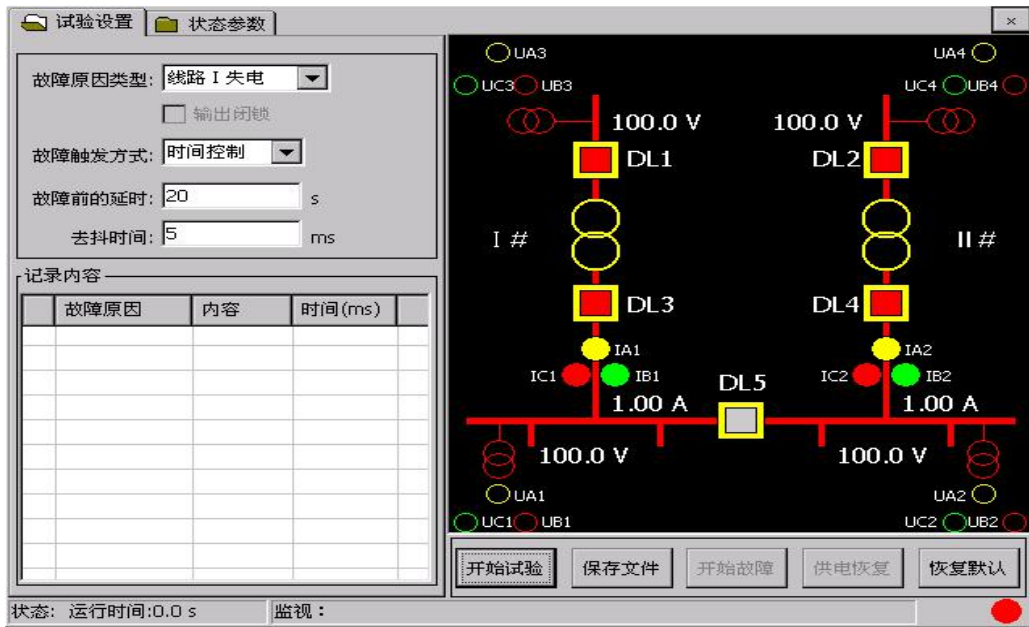 试验设置 状态参数 ×
故障原因类型: 线路 I 失电
输出闭锁
故障触发方式: 时间控制
故障前的延时: 20 s
去抖时间: 5 ms
记录内容
故障原因 内容 时间(ms)
UA3 UA4
UC3 UB3 UC4 UB4
100.0 V 100.0 V
DL1 DL2
I # II #
DL3 DL4
IA1 IA2
IC1 IB1 IC2 IB2
DL5
1.00 A 1.00 A
100.0 V 100.0 V
UA1 UA2
UC1 UB1 UC2 UB2
开始试验 保存文件 开始故障 供电恢复 恢复默认
状态: 运行时间:0.0 s 监视：